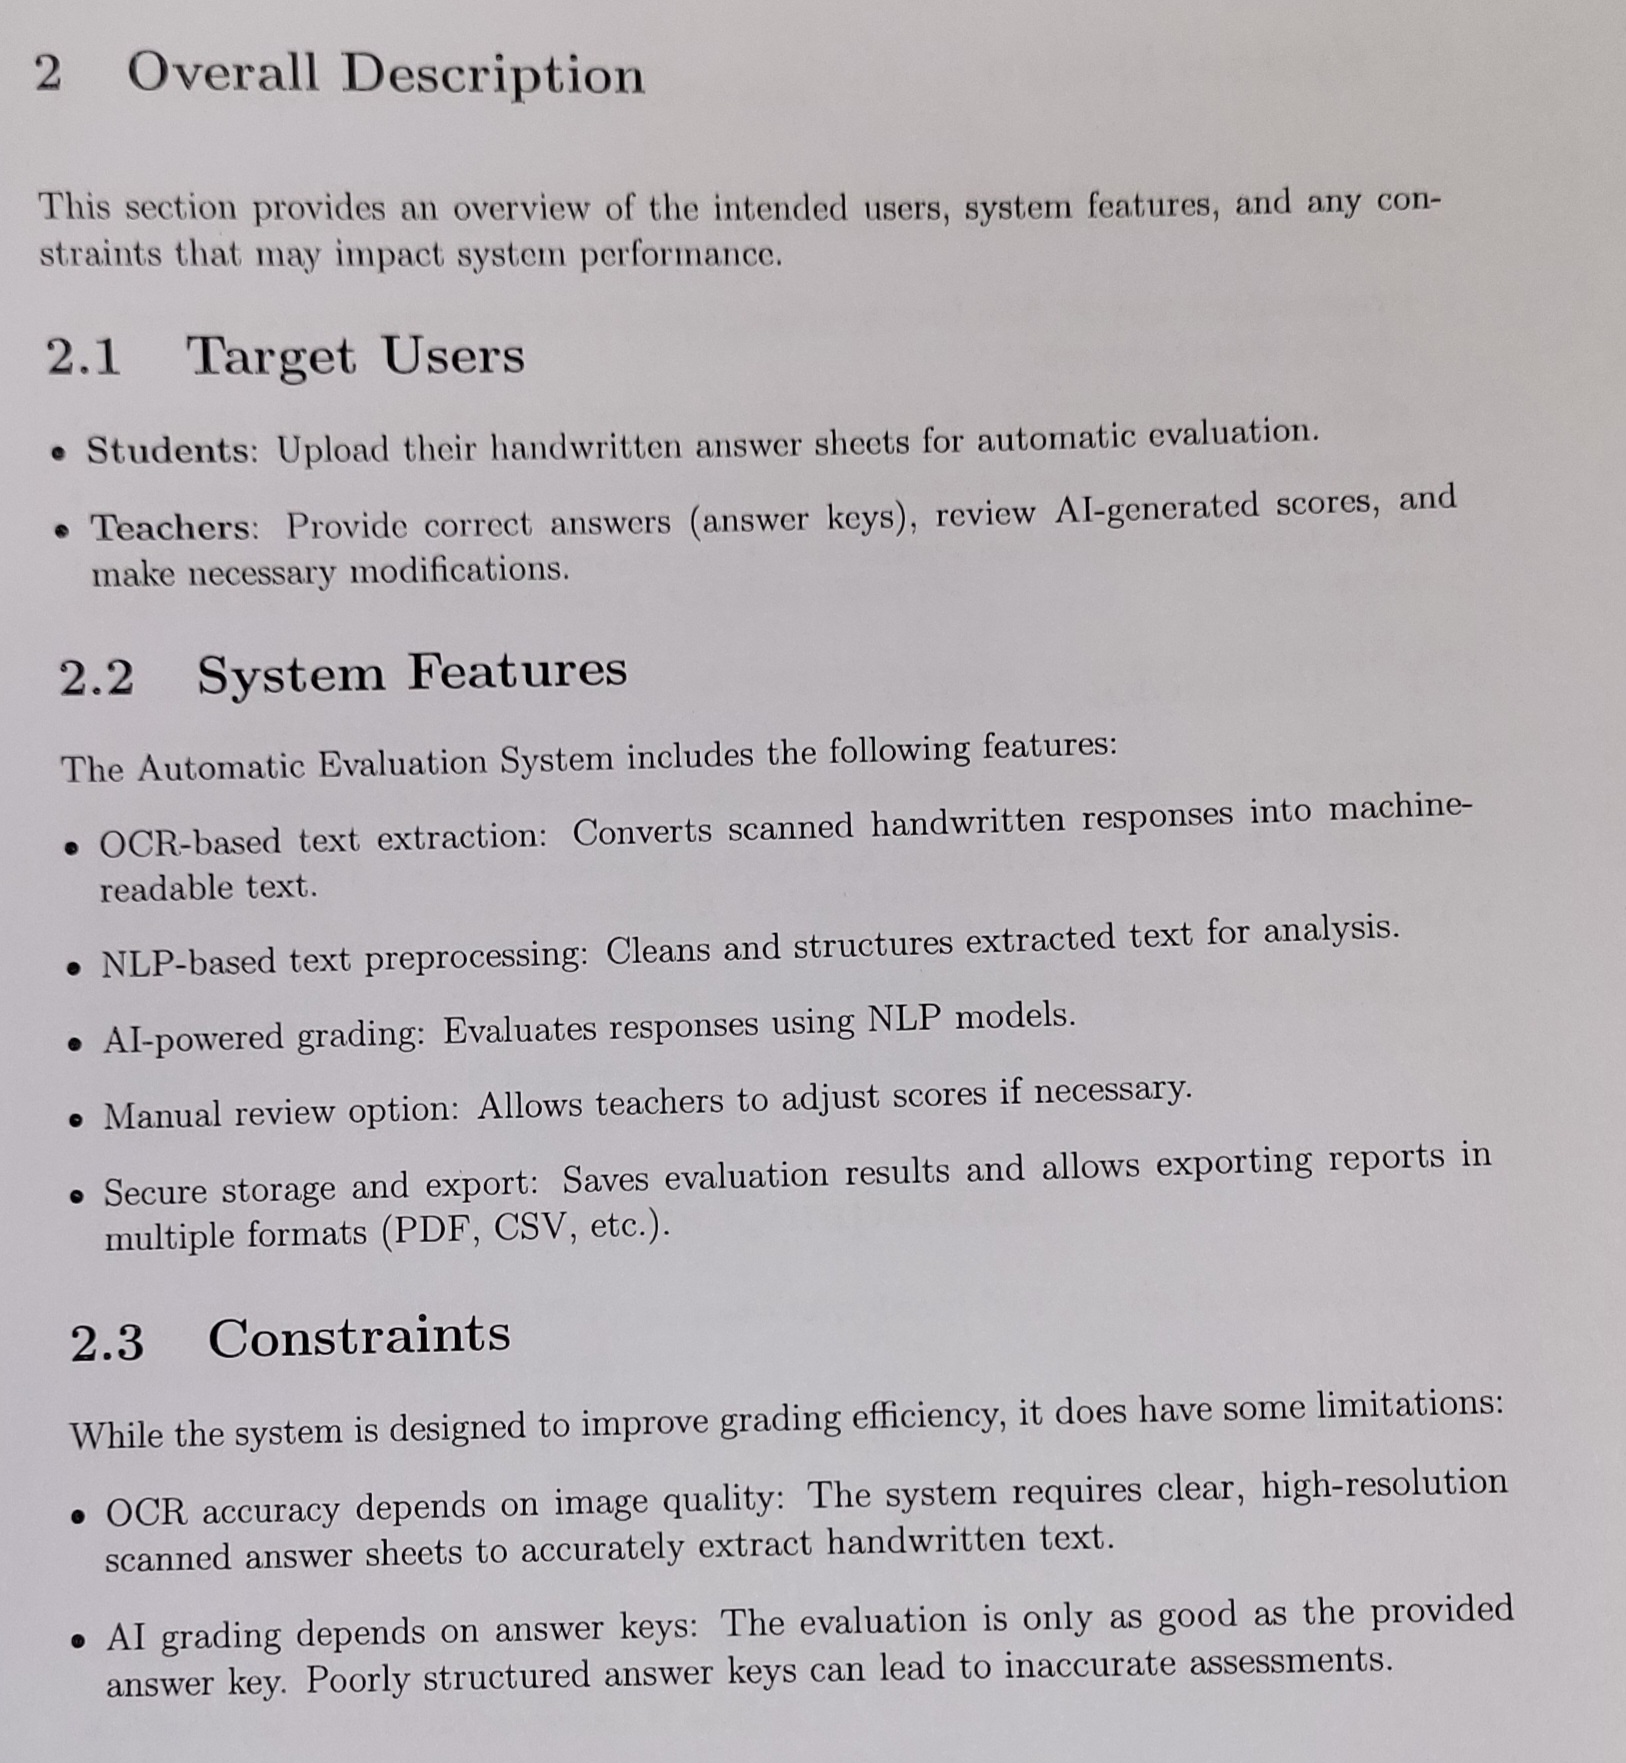 2 Overall Description
This section provides an overview of the intended users, system features, and any con-
straints that may impact system performance.
2.1 Target Users
• Students: Upload their handwritten answer sheets for automatic evaluation.
• Teachers: Provide correct answers (answer keys), review AI-generated scores, and
make necessary modifications.
2.2 System Features
The Automatic Evaluation System includes the following features:
• OCR-based text extraction: Converts scanned handwritten responses into machine-
readable text.
• NLP-based text preprocessing: Cleans and structures extracted text for analysis.
• AI-powered grading: Evaluates responses using NLP models.
• Manual review option: Allows teachers to adjust scores if necessary.
• Secure storage and export: Saves evaluation results and allows exporting reports in
multiple formats (PDF, CSV, etc.).
2.3 Constraints
While the system is designed to improve grading efficiency, it does have some limitations:
• OCR accuracy depends on image quality: The system requires clear, high-resolution
scanned answer sheets to accurately extract handwritten text.
• AI grading depends on answer keys: The evaluation is only as good as the provided
answer key. Poorly structured answer keys can lead to inaccurate assessments.